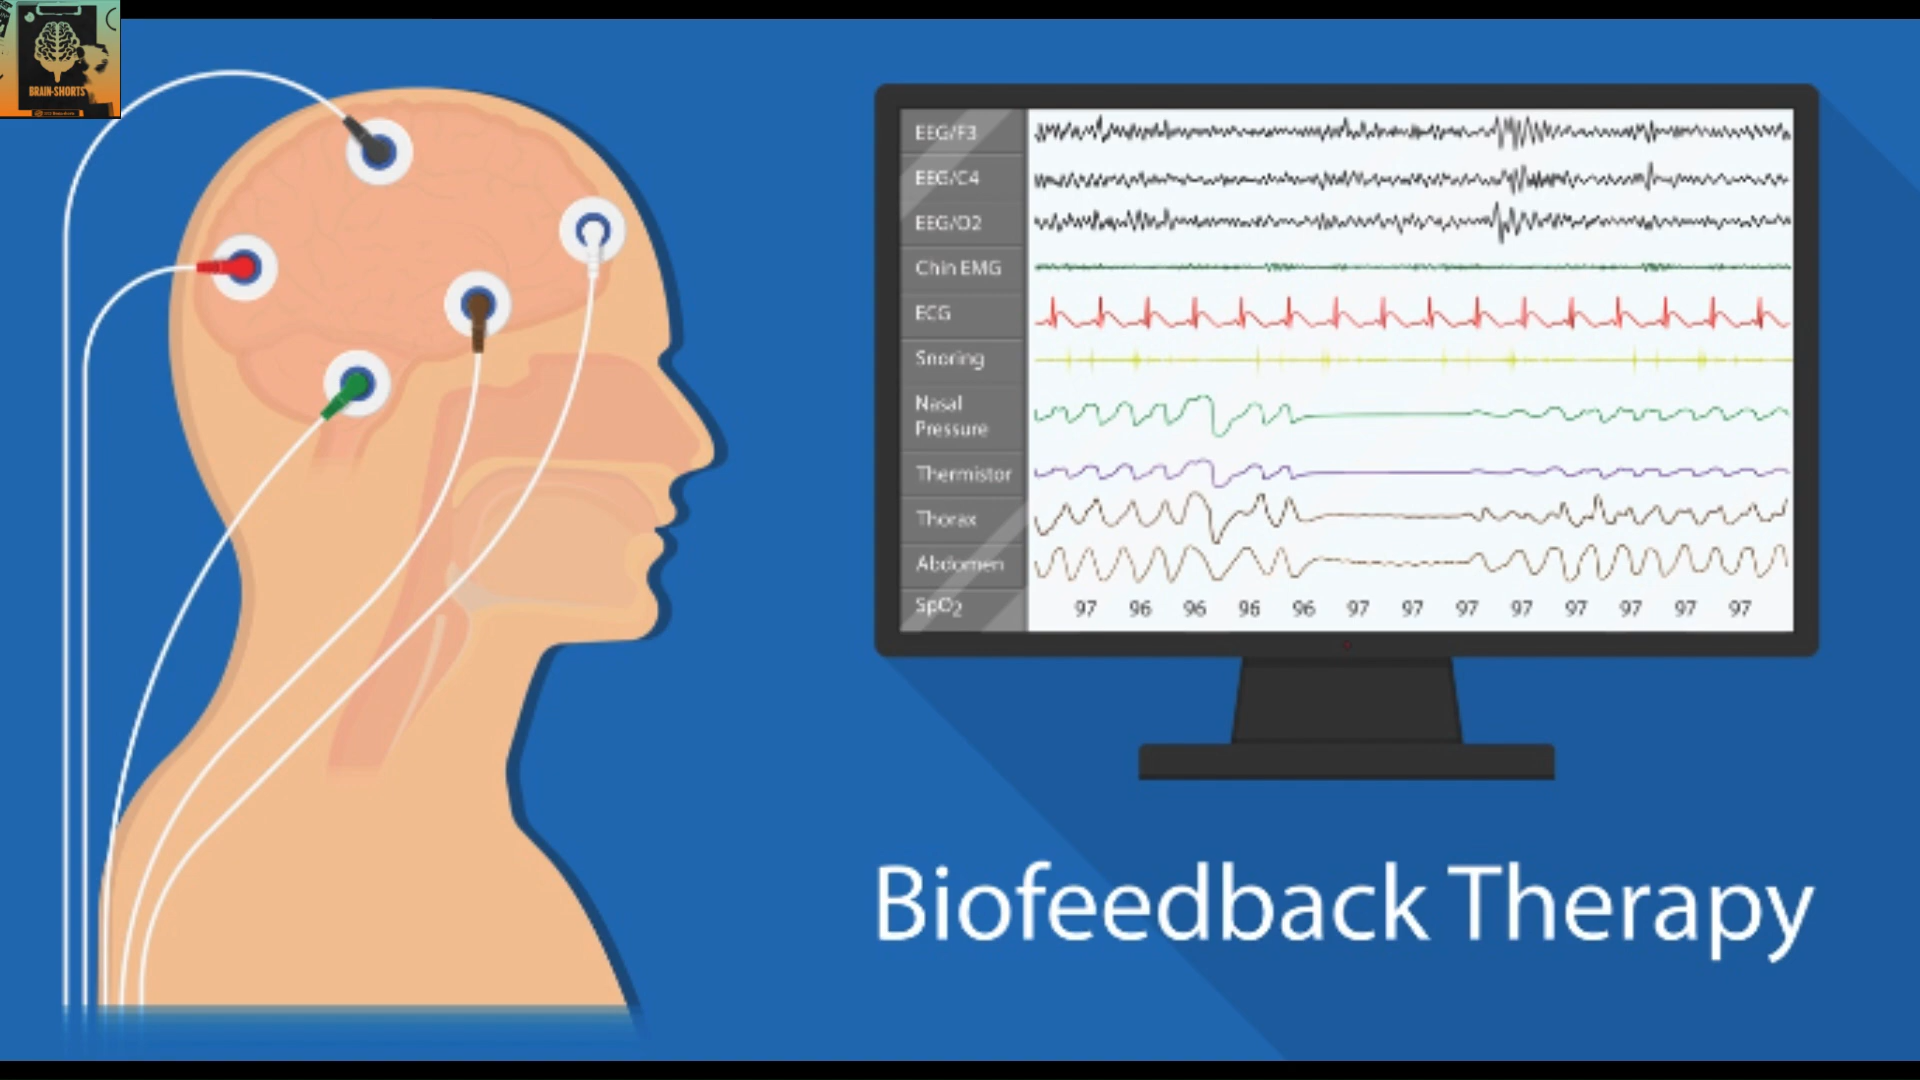 BRAIN-SHORTS
EEG/F3
EEG/C4
EEG/O2
Chin EMG
ECG
Snoring
Nasal
Pressure
Thermistor
Thorax
Abdomen
SpO2
97 96 96 96 96 97 97 97 97 97 97 97 97
Biofeedback Therapy